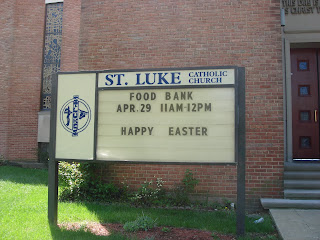 ST. LUKE CATHOLIC CHURCH
FOOD BANK
APR.29 11AM-12PM
HAPPY EASTER